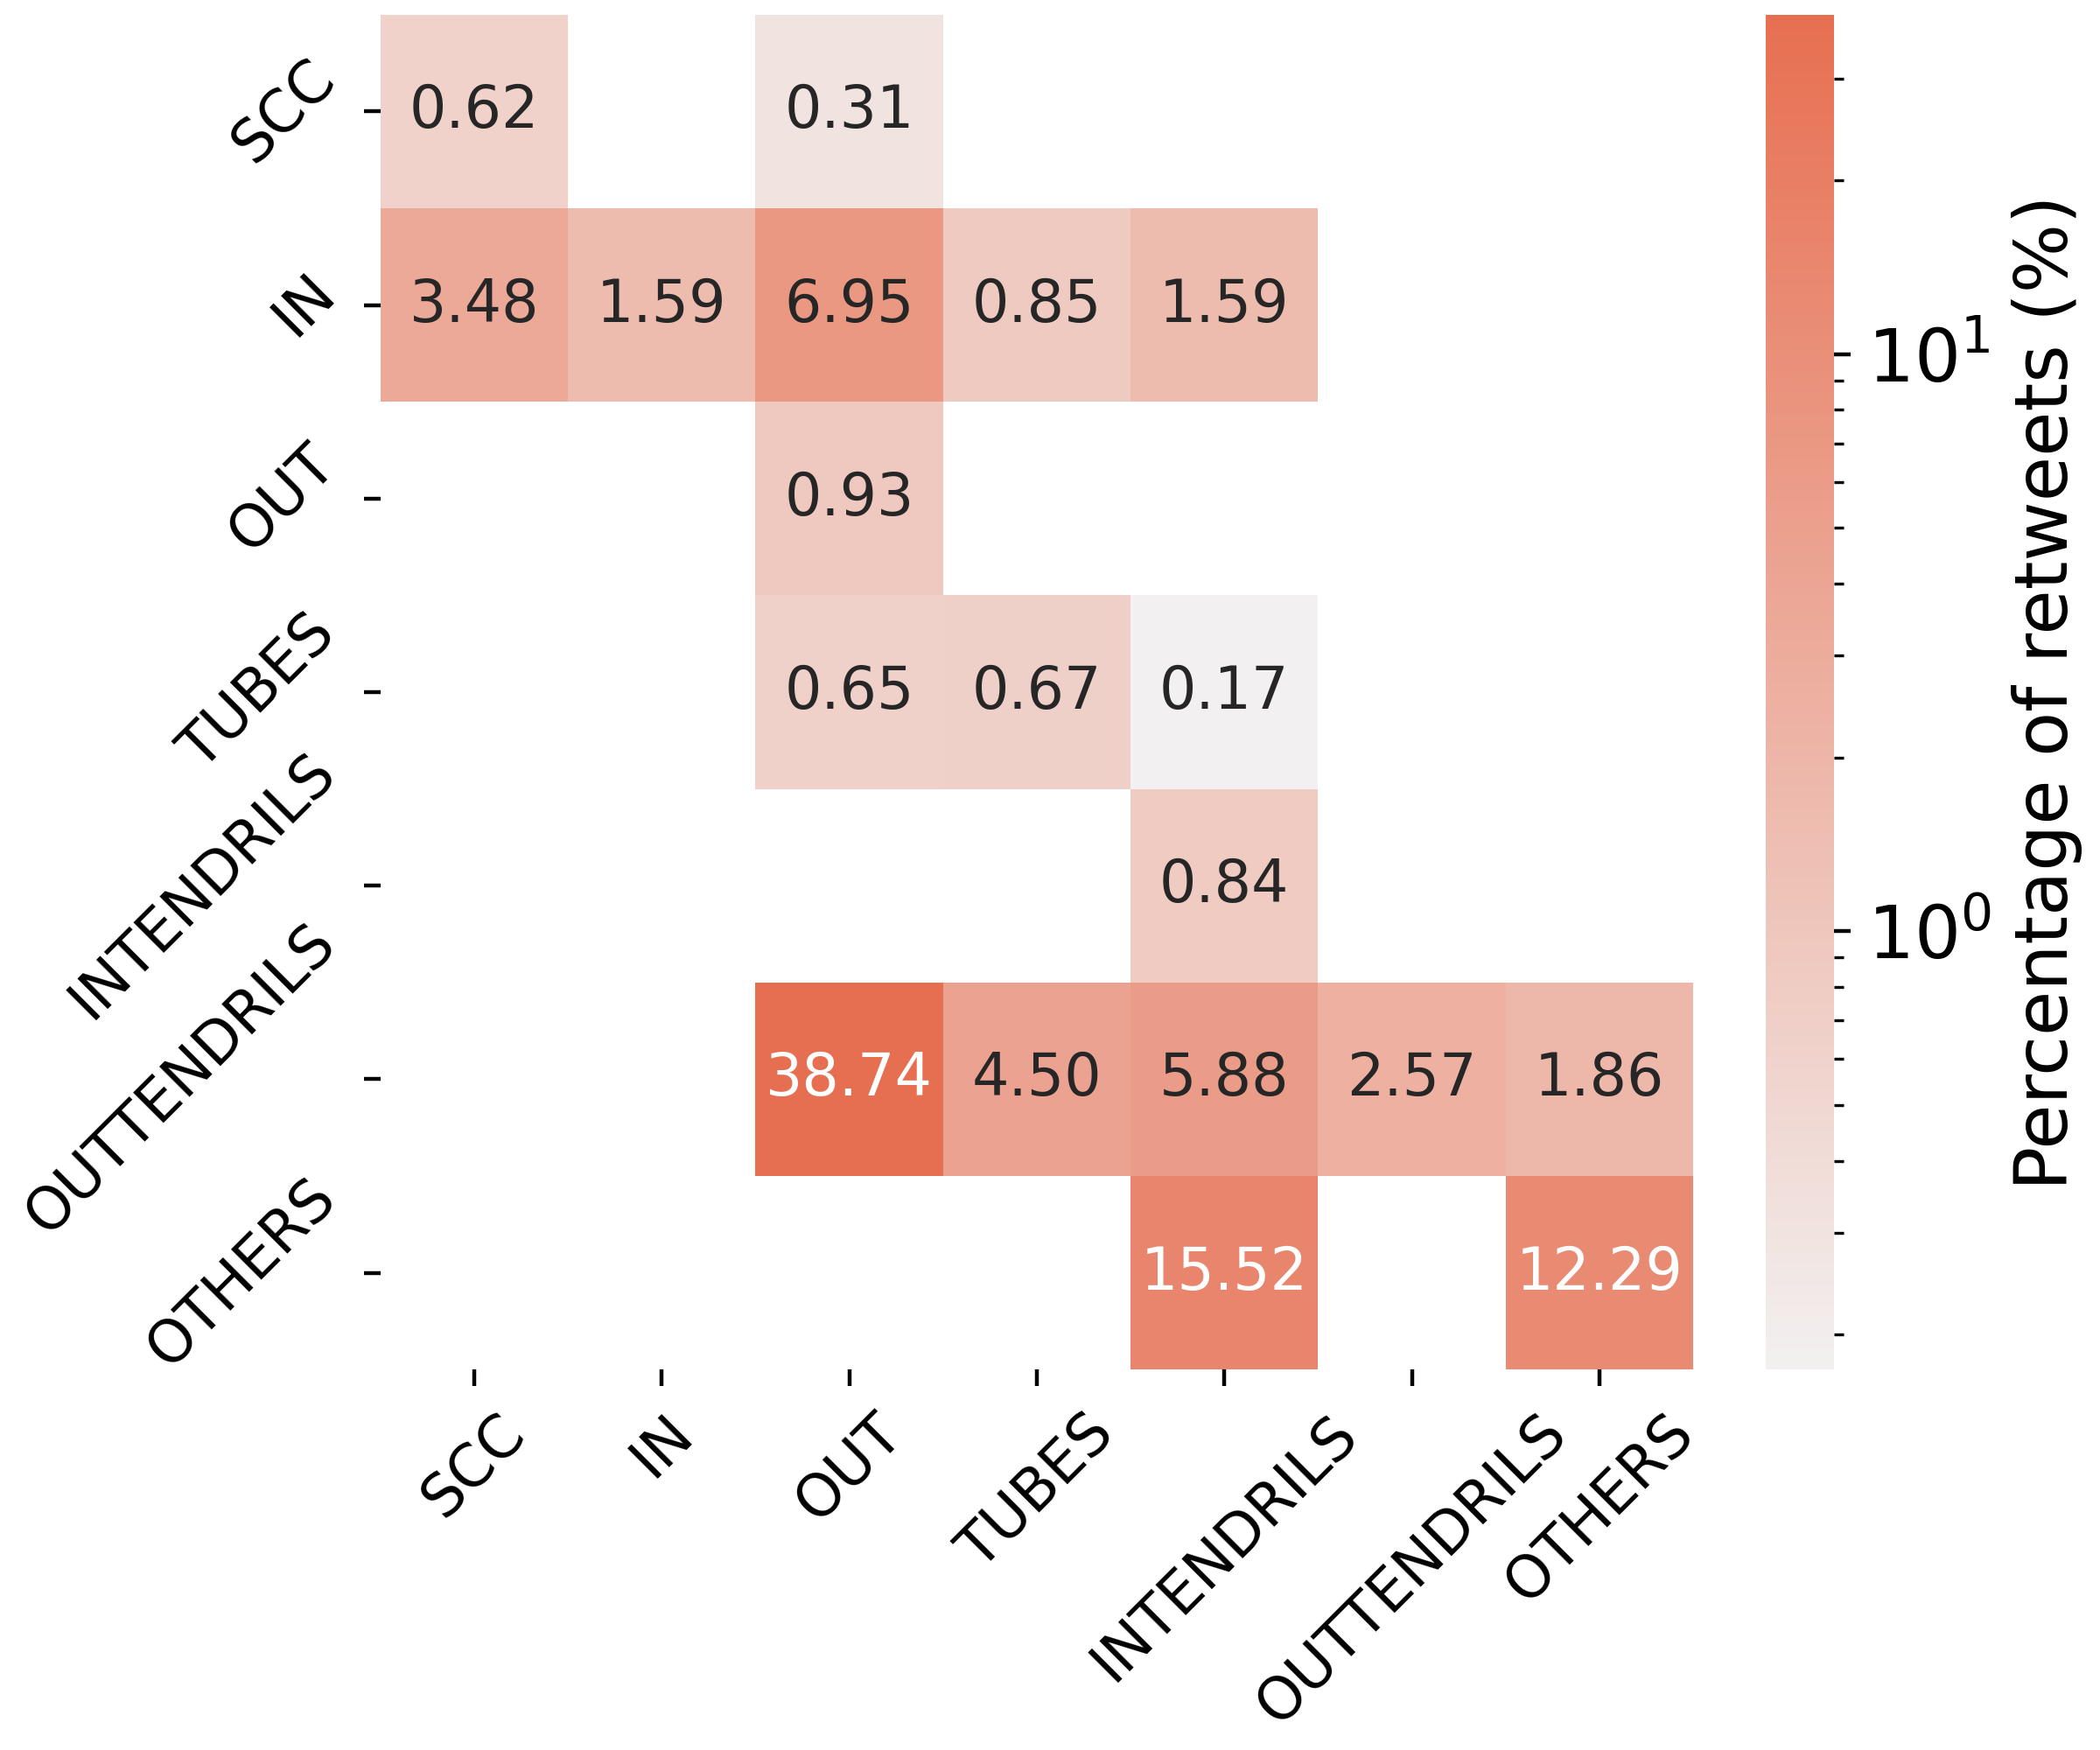 SCC 0.62 0.31
IN 3.48 1.59 6.95 0.85 1.59
OUT 0.93
TUBES 0.65 0.67 0.17
INTENDRILS 0.84
OUTTENDRILS 38.74 4.50 5.88 2.57 1.86
OTHERS 15.52 12.29
SCC IN OUT TUBES INTENDRILS OUTTENDRILS OTHERS
10¹
10⁰
Percentage of retweets (%)